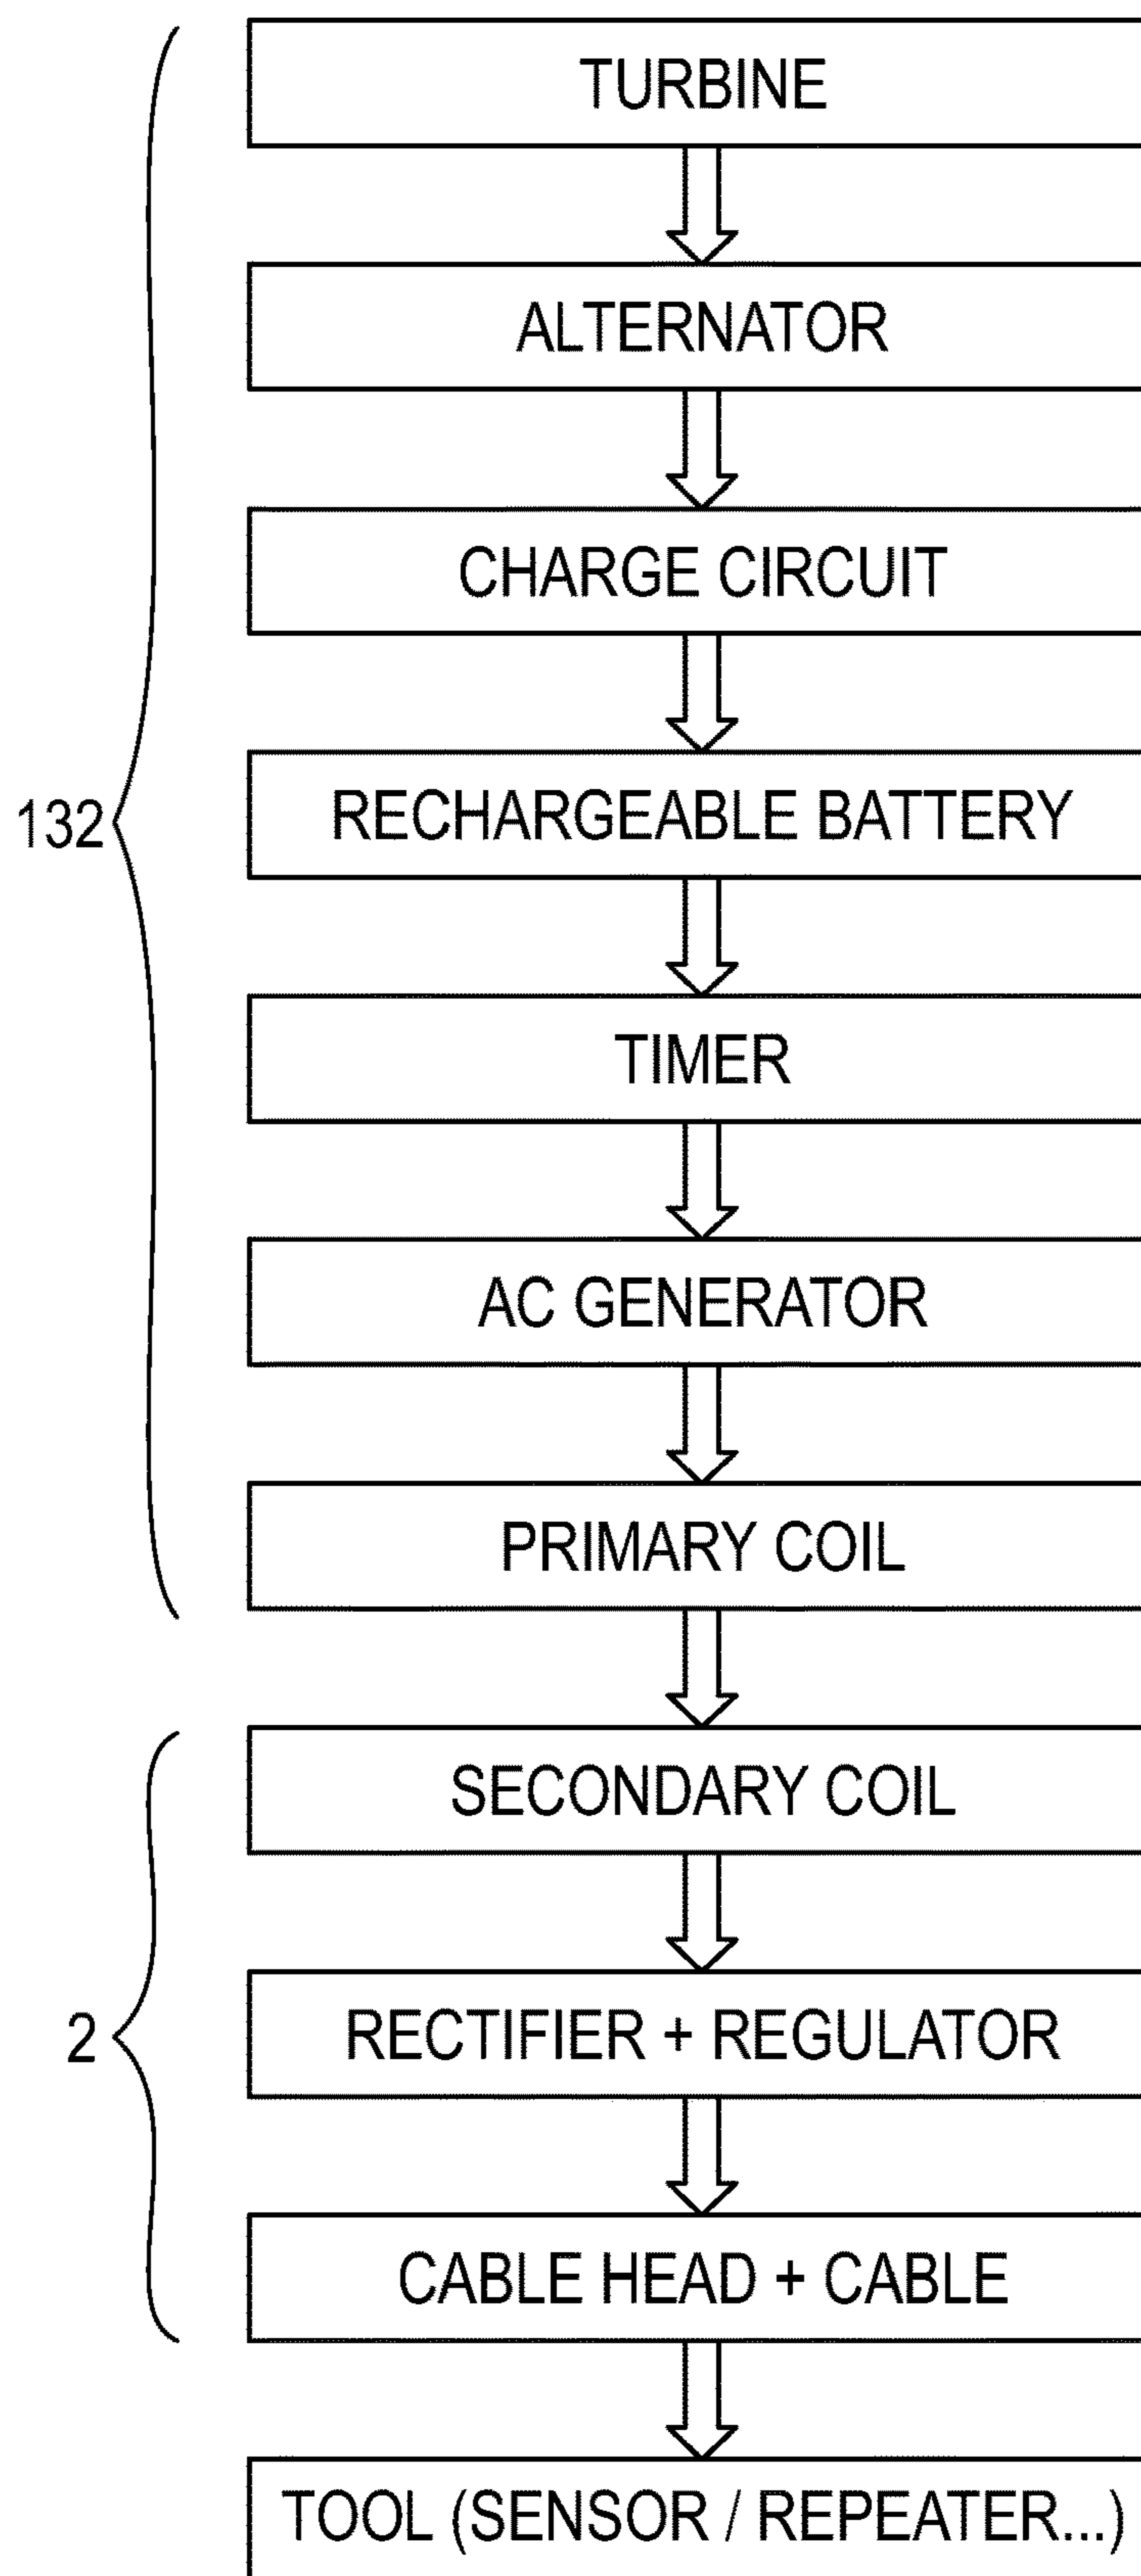 TURBINE
ALTERNATOR
CHARGE CIRCUIT
RECHARGEABLE BATTERY
132
TIMER
AC GENERATOR
PRIMARY COIL
SECONDARY COIL
RECTIFIER + REGULATOR
2
CABLE HEAD + CABLE
TOOL (SENSOR / REPEATER...)